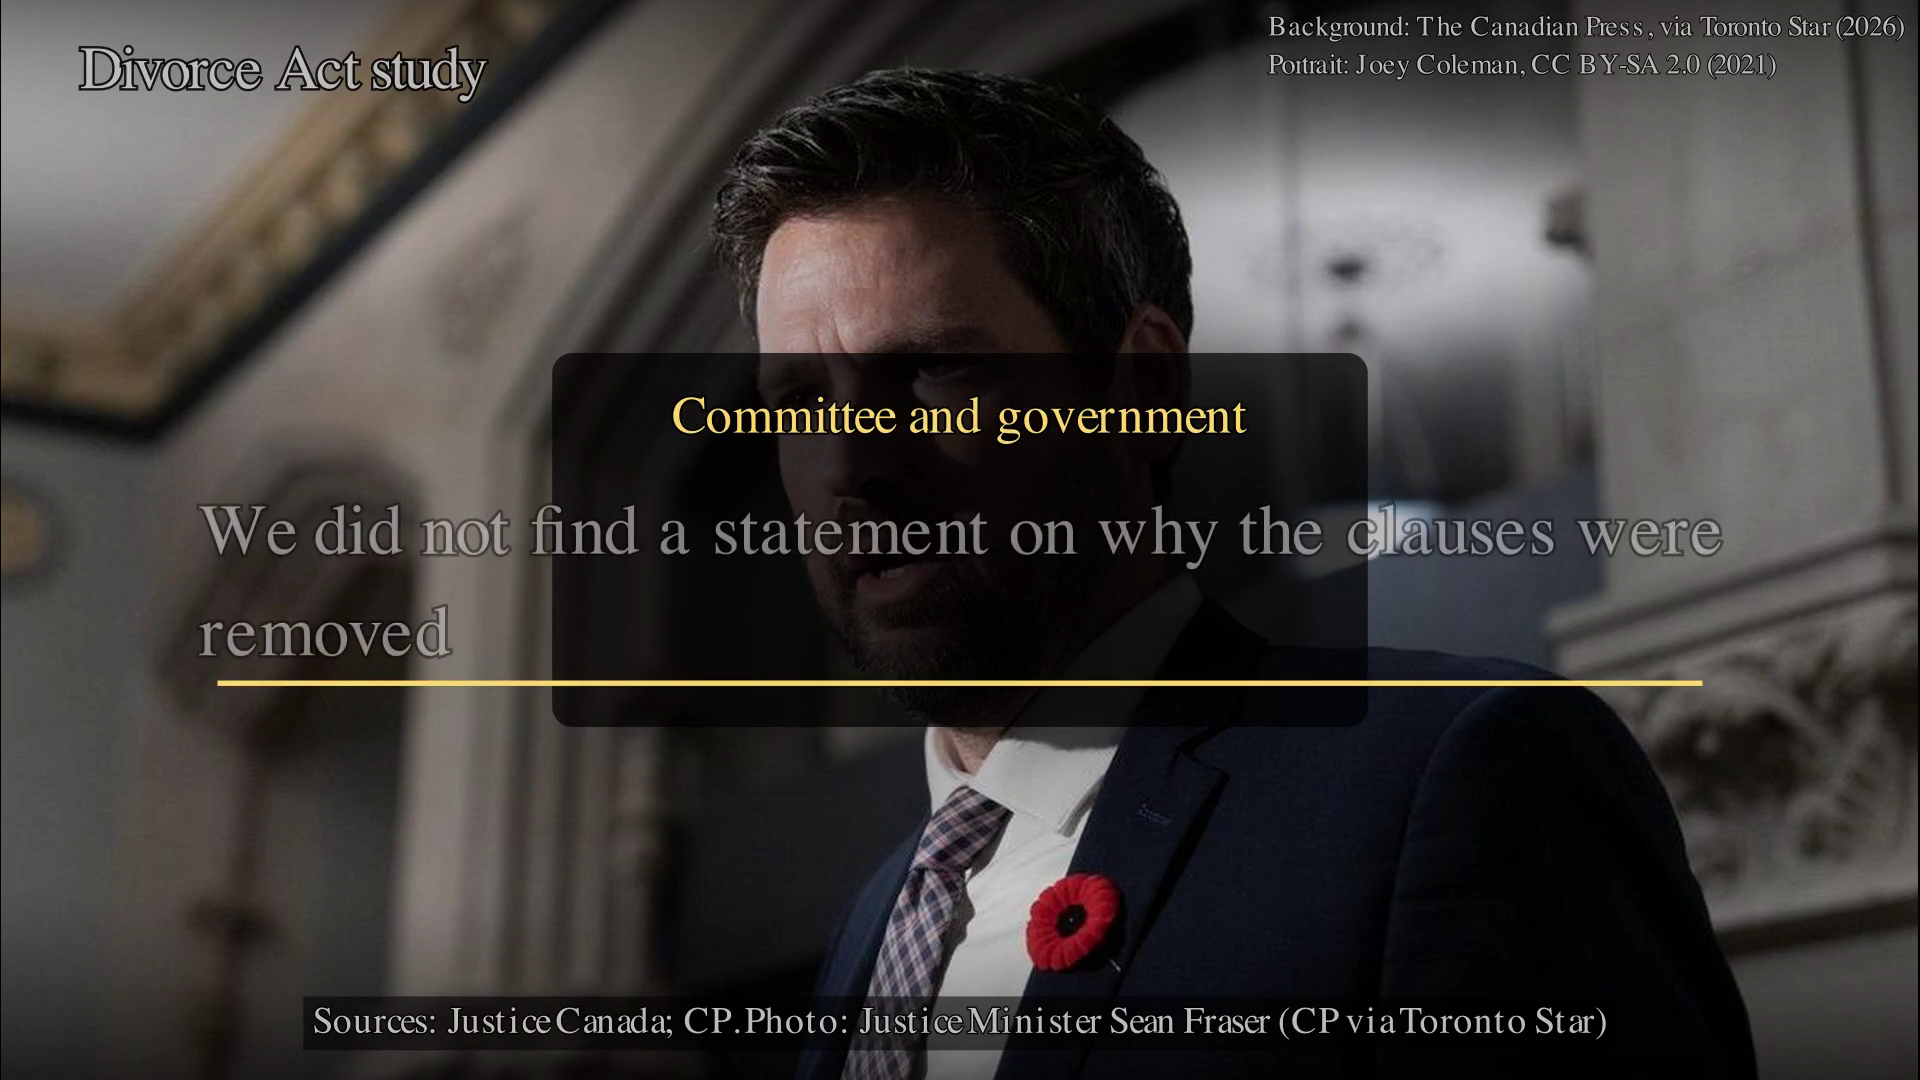 Divorce Act study
Background: The Canadian Press, via Toronto Star (2026)
Portrait: Joey Coleman, CC BY-SA 2.0 (2021)
Committee and government
We did not find a statement on why the clauses were
removed
Sources: Justice Canada; CP. Photo: Justice Minister Sean Fraser (CP via Toronto Star)